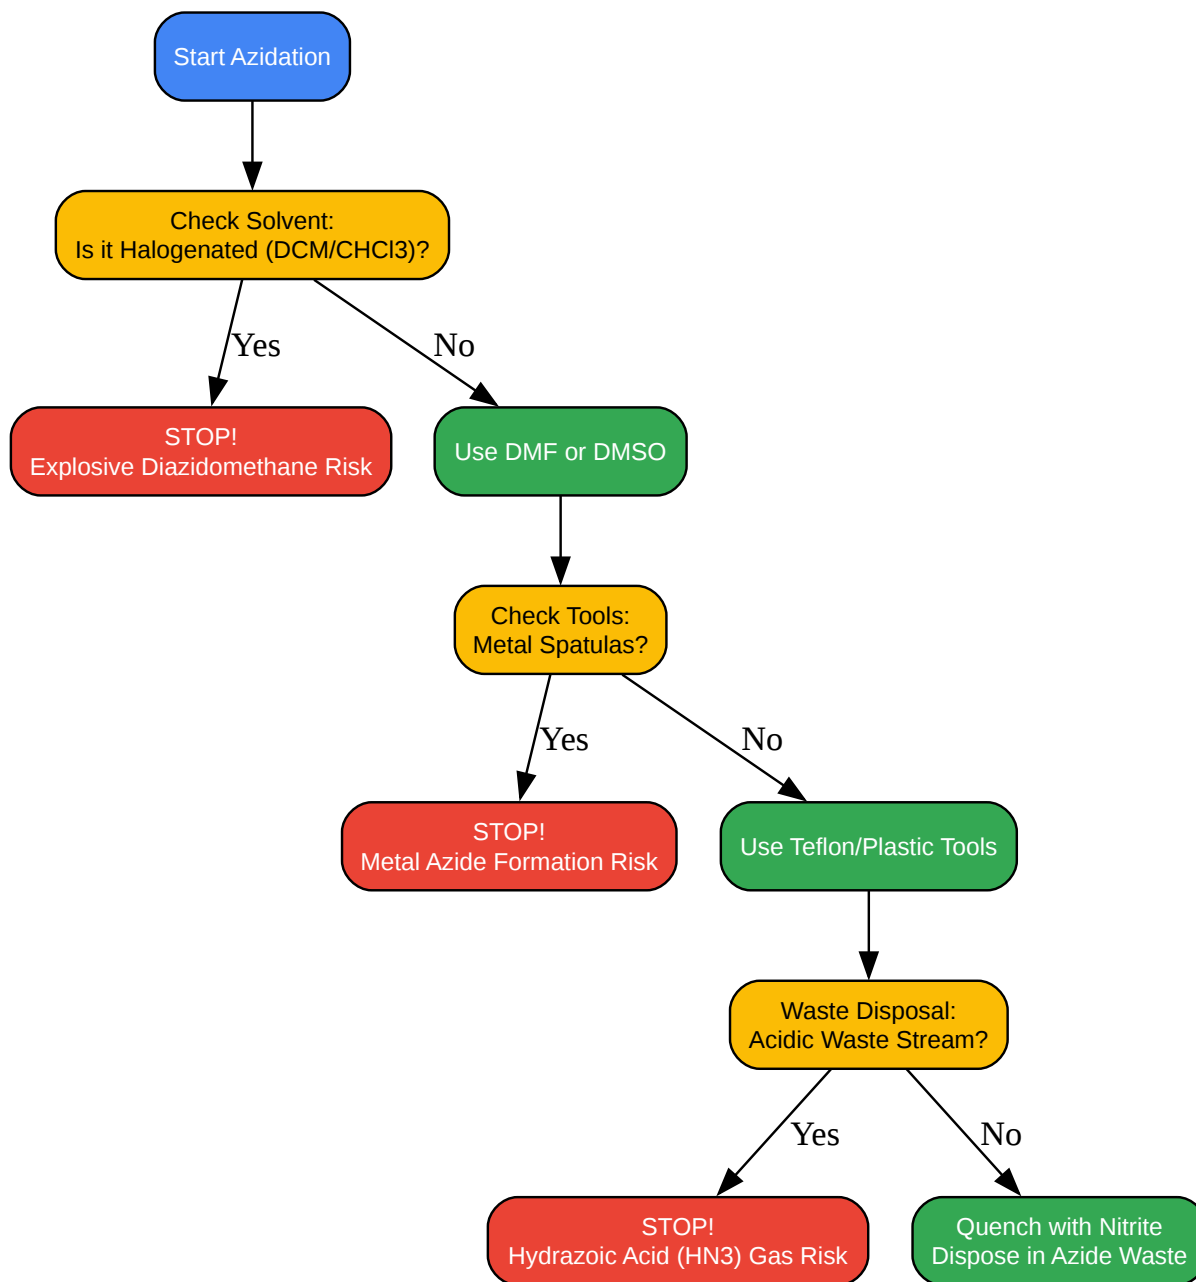 Start Azidation
Check Solvent:
Is it Halogenated (DCM/CHCl3)?
Yes
No
STOP!
Explosive Diazidomethane Risk
Use DMF or DMSO
Check Tools:
Metal Spatulas?
Yes
No
STOP!
Metal Azide Formation Risk
Use Teflon/Plastic Tools
Waste Disposal:
Acidic Waste Stream?
Yes
No
STOP!
Hydrazoic Acid (HN3) Gas Risk
Quench with Nitrite
Dispose in Azide Waste